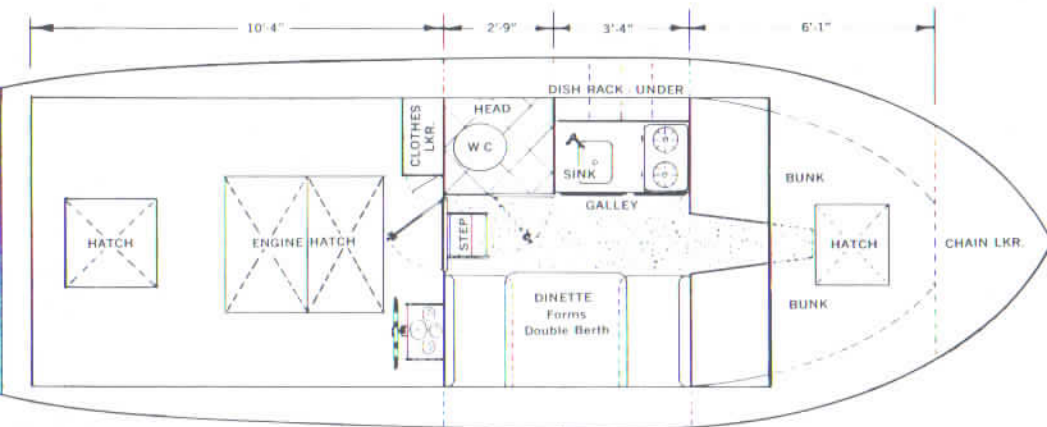 10'-4"
2'-9"
3'-4"
6'-1"
DISH RACK - UNDER
HEAD
CLOTHES
LKR.
W C
SINK
BUNK
GALLEY
STEP
HATCH
ENGINE HATCH
HATCH
CHAIN LKR.
DINETTE
Forms
Double Berth
BUNK